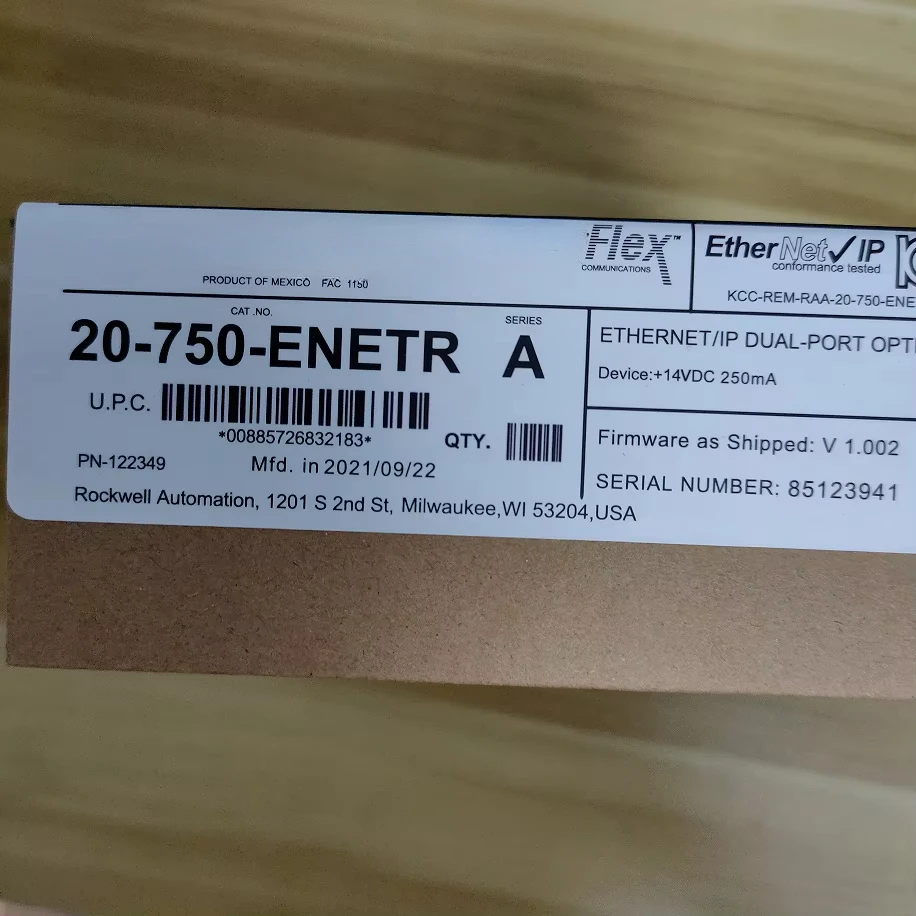 Flex™
COMMUNICATIONS
EtherNet✓IP
conformance tested
PRODUCT OF MEXICO FAC 1150
KCC-REM-RAA-20-750-ENE
CAT .NO.
SERIES
20-750-ENETR A
ETHERNET/IP DUAL-PORT OPTI
Device:+14VDC 250mA
U.P.C.
*00885726832183*
QTY.
Firmware as Shipped: V 1.002
PN-122349
Mfd. in 2021/09/22
SERIAL NUMBER: 85123941
Rockwell Automation, 1201 S 2nd St, Milwaukee,WI 53204,USA